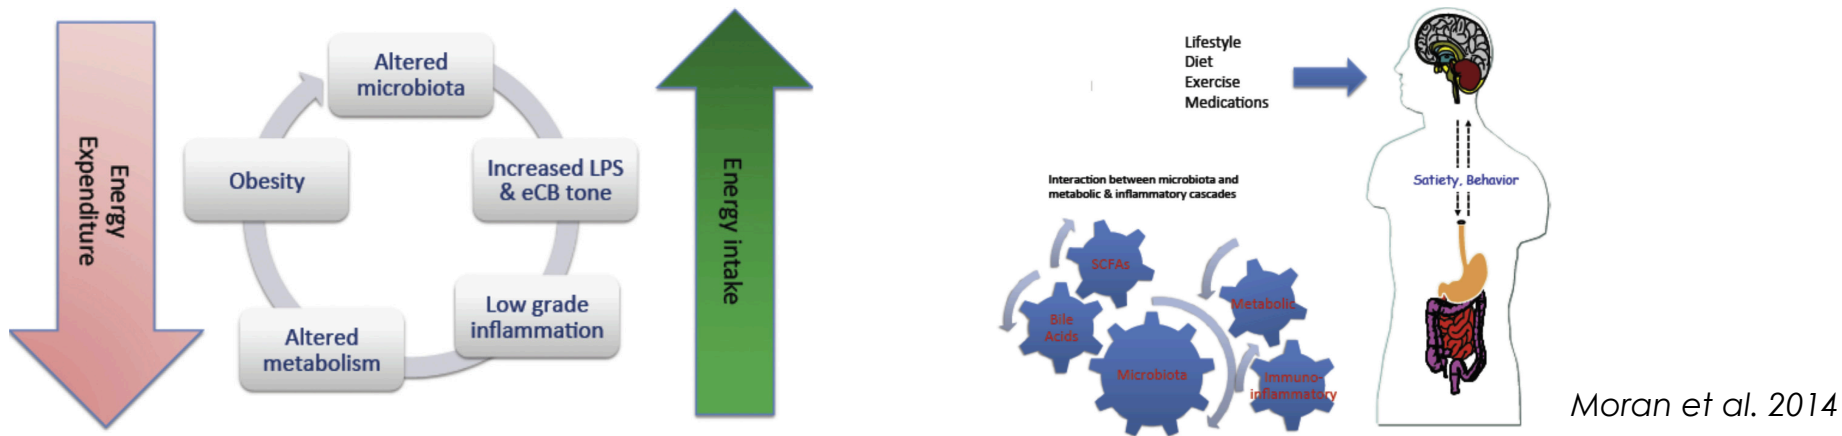 Energy
Expenditure
Altered
microbiota
Increased LPS
& eCB tone
Low grade
inflammation
Altered
metabolism
Obesity
Energy intake
Lifestyle
Diet
Exercise
Medications
Interaction between microbiota and
metabolic & inflammatory cascades
SCFAs
Bile
Acids
Microbiota
Metabolic
Immuno-
inflammatory
Satiety, Behavior
Moran et al. 2014